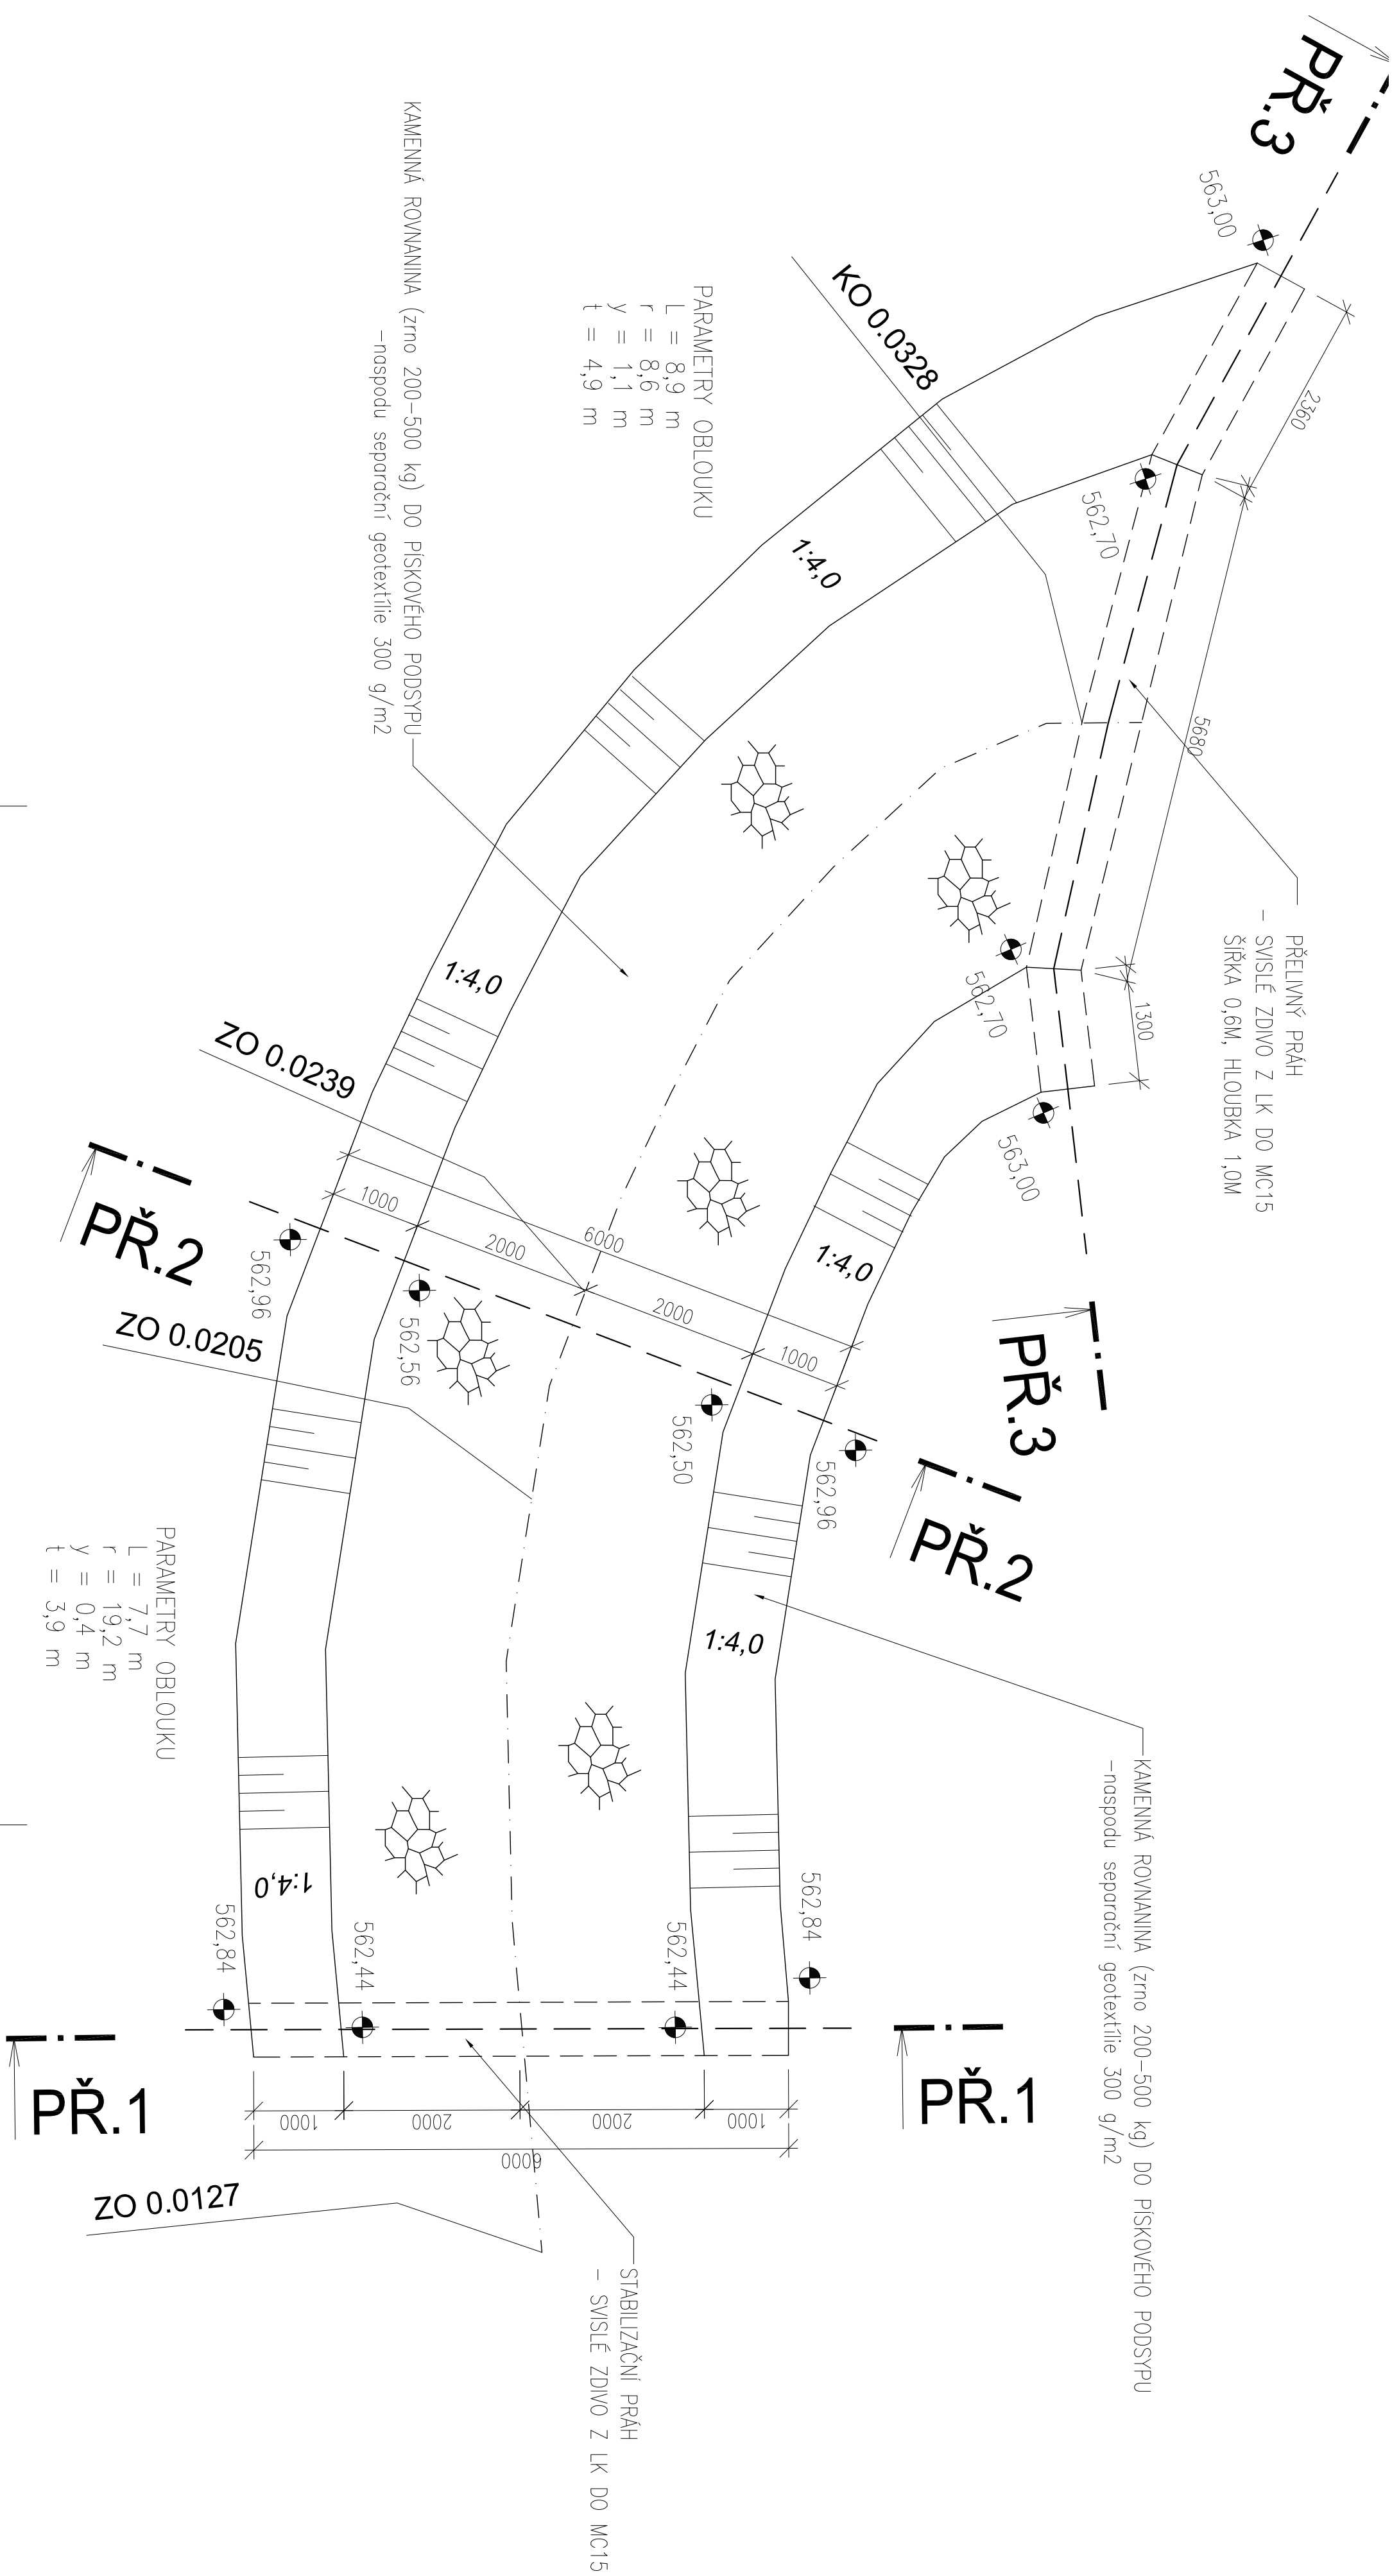 PŘ.3
563,00
2360
KO 0.0328
562,70
5680
PARAMETRY OBLOUKU
L = 8,9 m
r = 8,6 m
y = 1,1 m
t = 4,9 m
KAMENNÁ ROVNANINA (zrno 200-500 kg) DO PÍSKOVÉHO PODSYPU
-naspodu separační geotextílie 300 g/m2
1:4,0
PŘELIVNÝ PRÁH
- SVISLÉ ZDIVO Z LK DO MC15
ŠÍŘKA 0,6M, HLOUBKA 1,0M
562,70
1300
563,00
1:4,0
ZO 0.0239
1:4,0
PŘ.3
PŘ.2
1000
2000
6000
2000
1000
562,96
562,56
562,50
562,96
ZO 0.0205
PŘ.2
1:4,0
PARAMETRY OBLOUKU
L = 7,7 m
r = 19,2 m
y = 0,4 m
t = 3,9 m
KAMENNÁ ROVNANINA (zrno 200-500 kg) DO PÍSKOVÉHO PODSYPU
-naspodu separační geotextílie 300 g/m2
1:4,0
562,84
562,44
562,44
562,84
PŘ.1
PŘ.1
1000
2000
2000
1000
6000
ZO 0.0127
STABILIZAČNÍ PRÁH
- SVISLÉ ZDIVO Z LK DO MC15